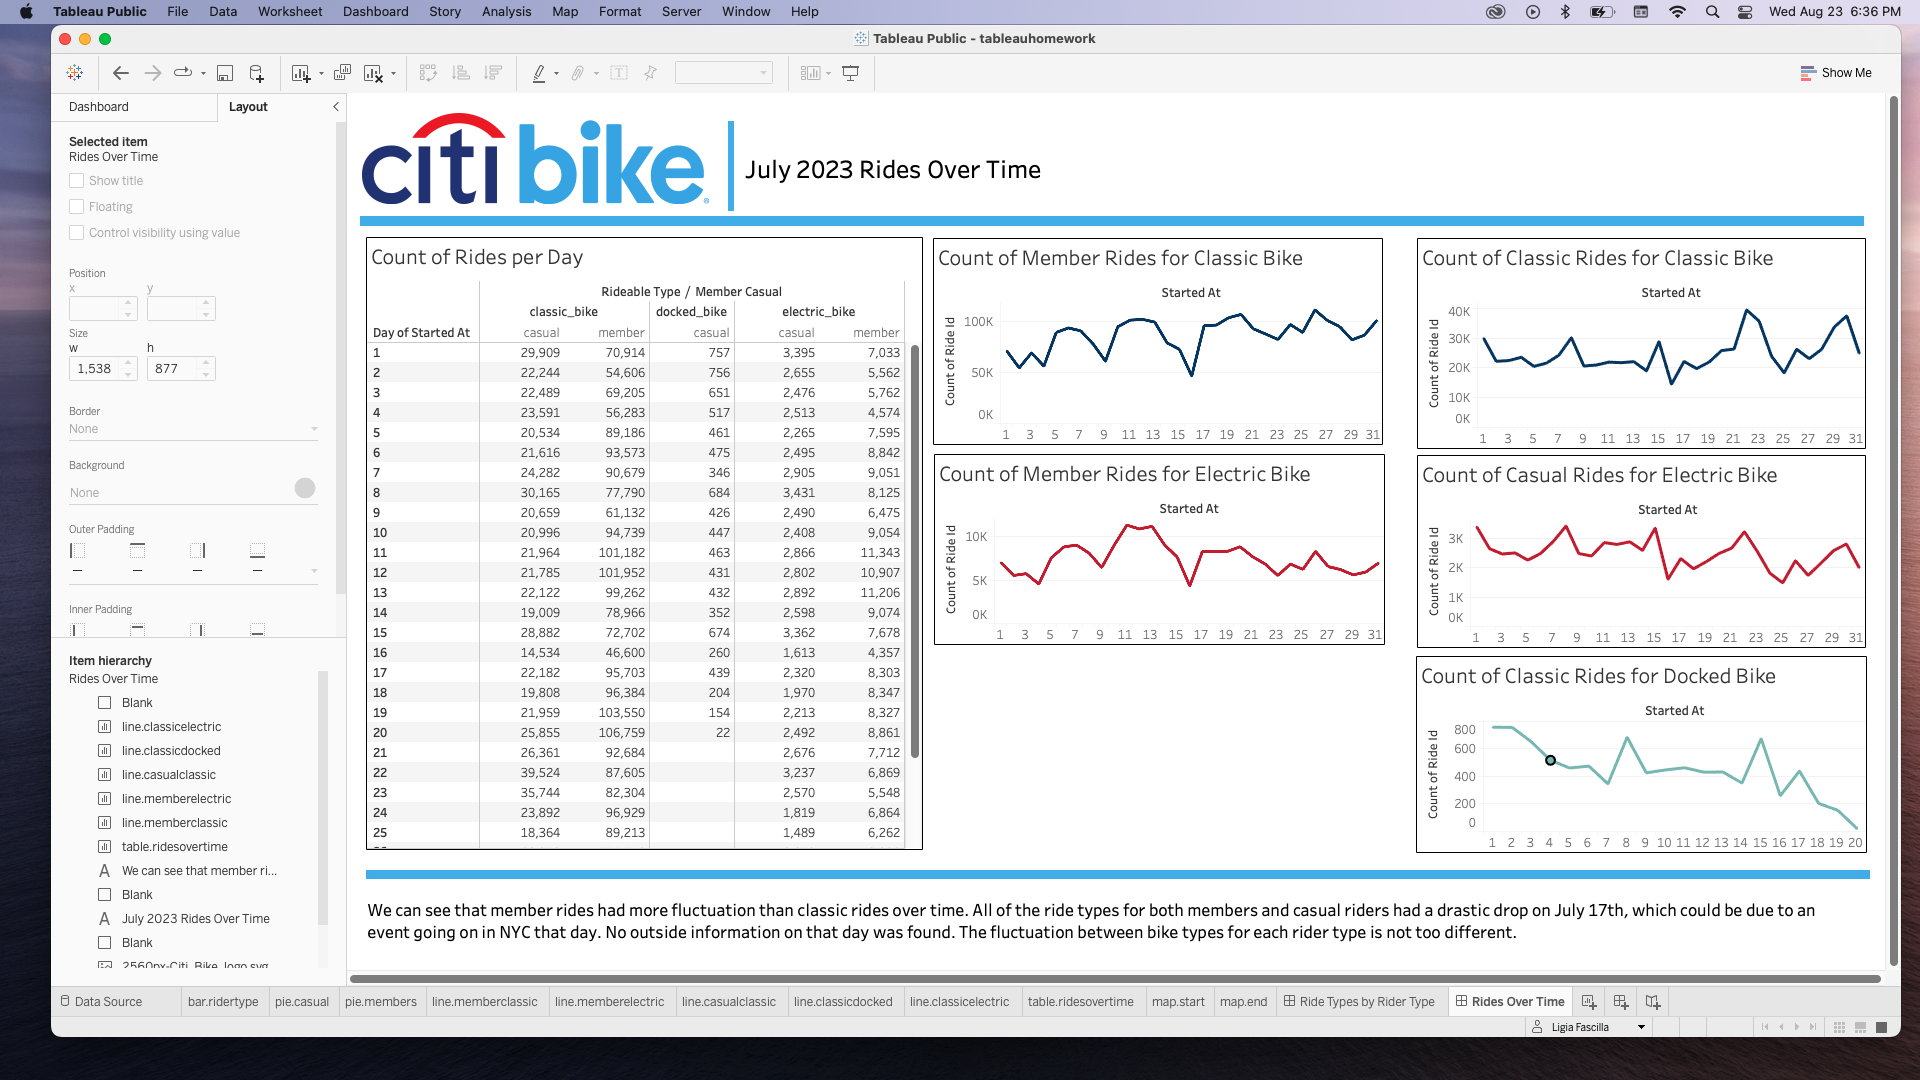 Tableau Public File Data Worksheet Dashboard Story Analysis Map Format Server Window Help Wed Aug 23 6:36 PM
Tableau Public - tableauhomework
Show Me
Dashboard Layout
Selected item
Rides Over Time
Show title
Floating
Control visibility using value
Position
x y
Size
w h
1,538 877
Border
None
Background
None
Outer Padding
Inner Padding
Item hierarchy
Rides Over Time
Blank
line.classicelectric
line.classicdocked
line.casualclassic
line.memberelectric
line.memberclassic
table.ridesovertime
A We can see that member ri...
Blank
A July 2023 Rides Over Time
Blank
2560px-Citi_Bike_logo.svg
citi bike®
July 2023 Rides Over Time
Count of Rides per Day
Rideable Type / Member Casual
classic_bike docked_bike electric_bike
Day of Started At casual member casual casual member
1 29,909 70,914 757 3,395 7,033
2 22,244 54,606 756 2,655 5,562
3 22,489 69,205 651 2,476 5,762
4 23,591 56,283 517 2,513 4,574
5 20,534 89,186 461 2,265 7,595
6 21,616 93,573 475 2,495 8,842
7 24,282 90,679 346 2,905 9,051
8 30,165 77,790 684 3,431 8,125
9 20,659 61,132 426 2,490 6,475
10 20,996 94,739 447 2,408 9,054
11 21,964 101,182 463 2,866 11,343
12 21,785 101,952 431 2,802 10,907
13 22,122 99,262 432 2,892 11,206
14 19,009 78,966 352 2,598 9,074
15 28,882 72,702 674 3,362 7,678
16 14,534 46,600 260 1,613 4,357
17 22,182 95,703 439 2,320 8,303
18 19,808 96,384 204 1,970 8,347
19 21,959 103,550 154 2,213 8,327
20 25,855 106,759 22 2,492 8,861
21 26,361 92,684 2,676 7,712
22 39,524 87,605 3,237 6,869
23 35,744 82,304 2,570 5,548
24 23,892 96,929 1,819 6,864
25 18,364 89,213 1,489 6,262
Count of Member Rides for Classic Bike
Started At
Count of Ride Id
100K
50K
0K
1 3 5 7 9 11 13 15 17 19 21 23 25 27 29 31
Count of Member Rides for Electric Bike
Started At
Count of Ride Id
10K
5K
0K
1 3 5 7 9 11 13 15 17 19 21 23 25 27 29 31
Count of Classic Rides for Classic Bike
Started At
Count of Ride Id
40K
30K
20K
10K
0K
1 3 5 7 9 11 13 15 17 19 21 23 25 27 29 31
Count of Casual Rides for Electric Bike
Started At
Count of Ride Id
3K
2K
1K
0K
1 3 5 7 9 11 13 15 17 19 21 23 25 27 29 31
Count of Classic Rides for Docked Bike
Started At
Count of Ride Id
800
600
400
200
0
1 2 3 4 5 6 7 8 9 10 11 12 13 14 15 16 17 18 19 20
We can see that member rides had more fluctuation than classic rides over time. All of the ride types for both members and casual riders had a drastic drop on July 17th, which could be due to an
event going on in NYC that day. No outside information on that day was found. The fluctuation between bike types for each rider type is not too different.
Data Source bar.ridertype pie.casual pie.members line.memberclassic line.memberelectric line.casualclassic line.classicdocked line.classicelectric table.ridesovertime map.start map.end Ride Types by Rider Type Rides Over Time
Ligia Fascilla